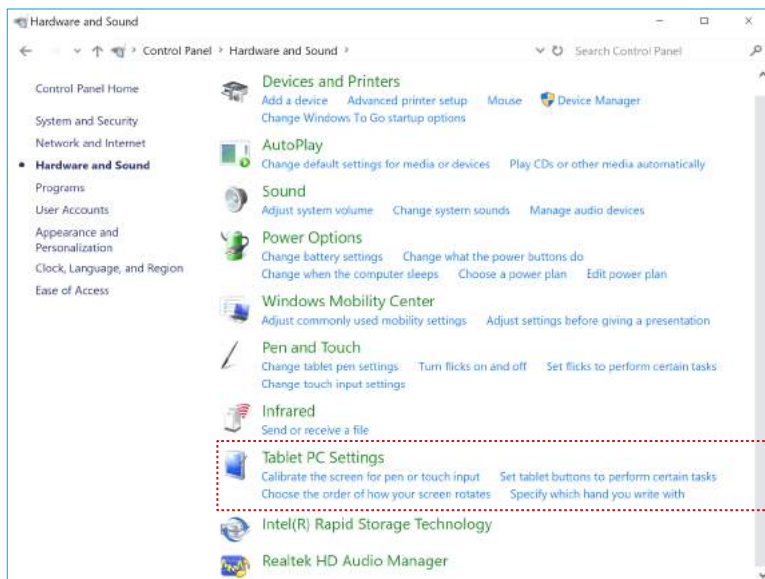 Hardware and Sound
Control Panel > Hardware and Sound >
Search Control Panel
Control Panel Home
System and Security
Network and Internet
Hardware and Sound
Programs
User Accounts
Appearance and
Personalization
Clock, Language, and Region
Ease of Access
Devices and Printers
Add a device Advanced printer setup Mouse Device Manager
Change Windows To Go startup options
AutoPlay
Change default settings for media or devices Play CDs or other media automatically
Sound
Adjust system volume Change system sounds Manage audio devices
Power Options
Change battery settings Change what the power buttons do
Change when the computer sleeps Choose a power plan Edit power plan
Windows Mobility Center
Adjust commonly used mobility settings Adjust settings before giving a presentation
Pen and Touch
Change tablet pen settings Turn flicks on and off Set flicks to perform certain tasks
Change touch input settings
Infrared
Send or receive a file
Tablet PC Settings
Calibrate the screen for pen or touch input Set tablet buttons to perform certain tasks
Choose the order of how your screen rotates Specify which hand you write with
Intel(R) Rapid Storage Technology
Realtek HD Audio Manager